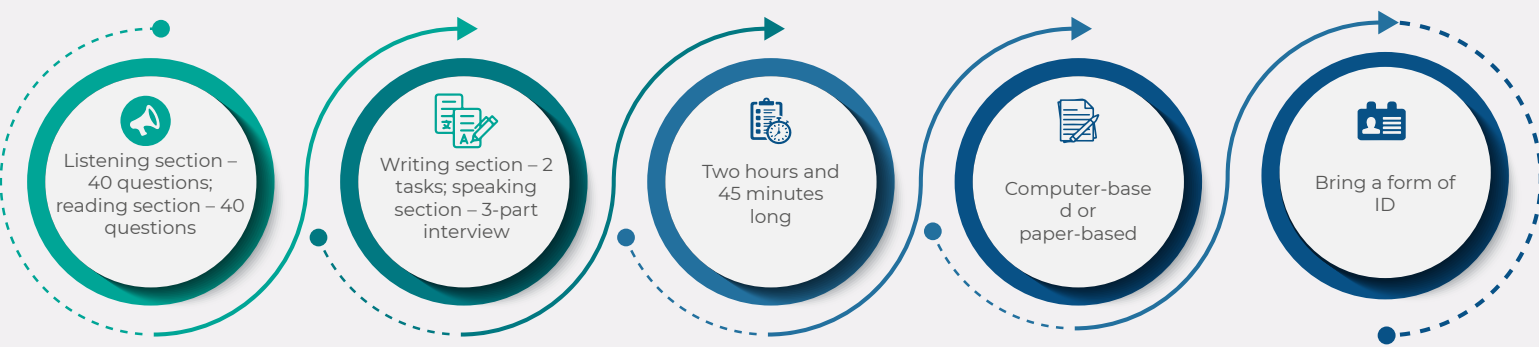 Listening section –
40 questions;
reading section – 40
questions
Writing section – 2
tasks; speaking
section – 3-part
interview
Two hours and
45 minutes
long
Computer-base
d or
paper-based
Bring a form of
ID